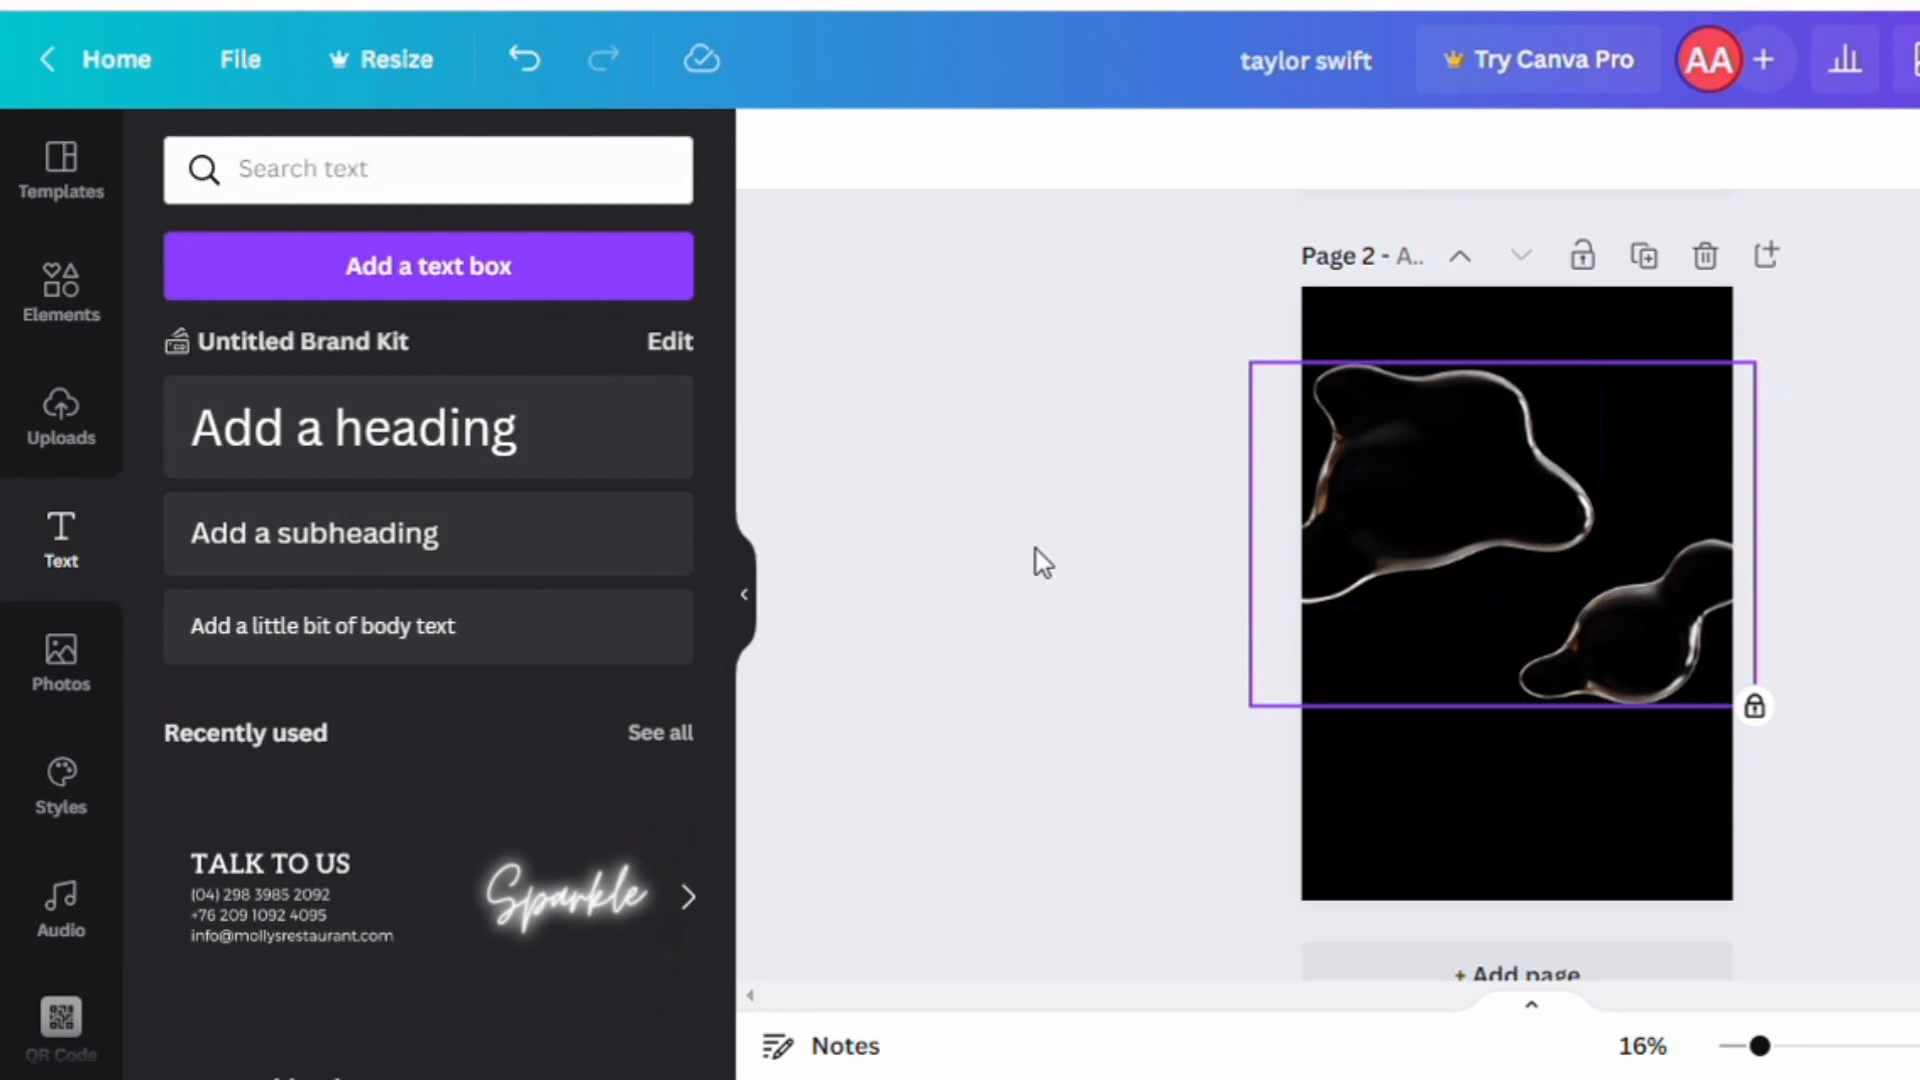 Home
File
Resize
taylor swift
Try Canva Pro
AA
+
Templates
Elements
Uploads
Text
Photos
Styles
Audio
QR Code
Search text
Add a text box
Untitled Brand Kit
Edit
Add a heading
Add a subheading
Add a little bit of body text
Recently used
See all
TALK TO US
(04) 298 3985 2092
+76 209 1092 4095
info@mollysrestaurant.com
Sparkle
Page 2 - A..
+ Add page
Notes
16%